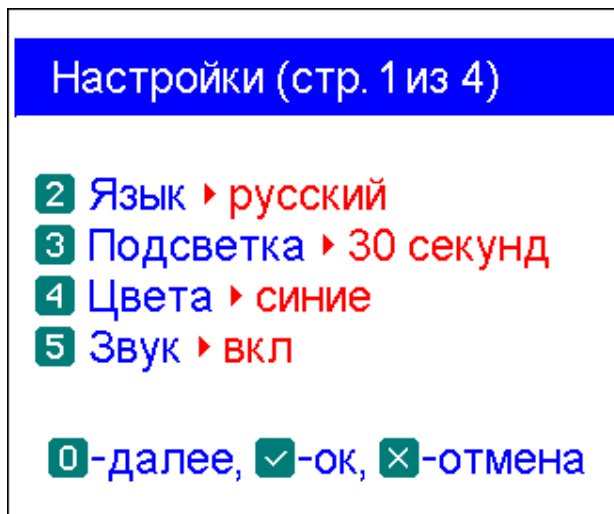 Настройки (стр. 1 из 4)
2 Язык ▸ русский
3 Подсветка ▸ 30 секунд
4 Цвета ▸ синие
5 Звук ▸ вкл
0-далее, ✓-ок, ✕-отмена